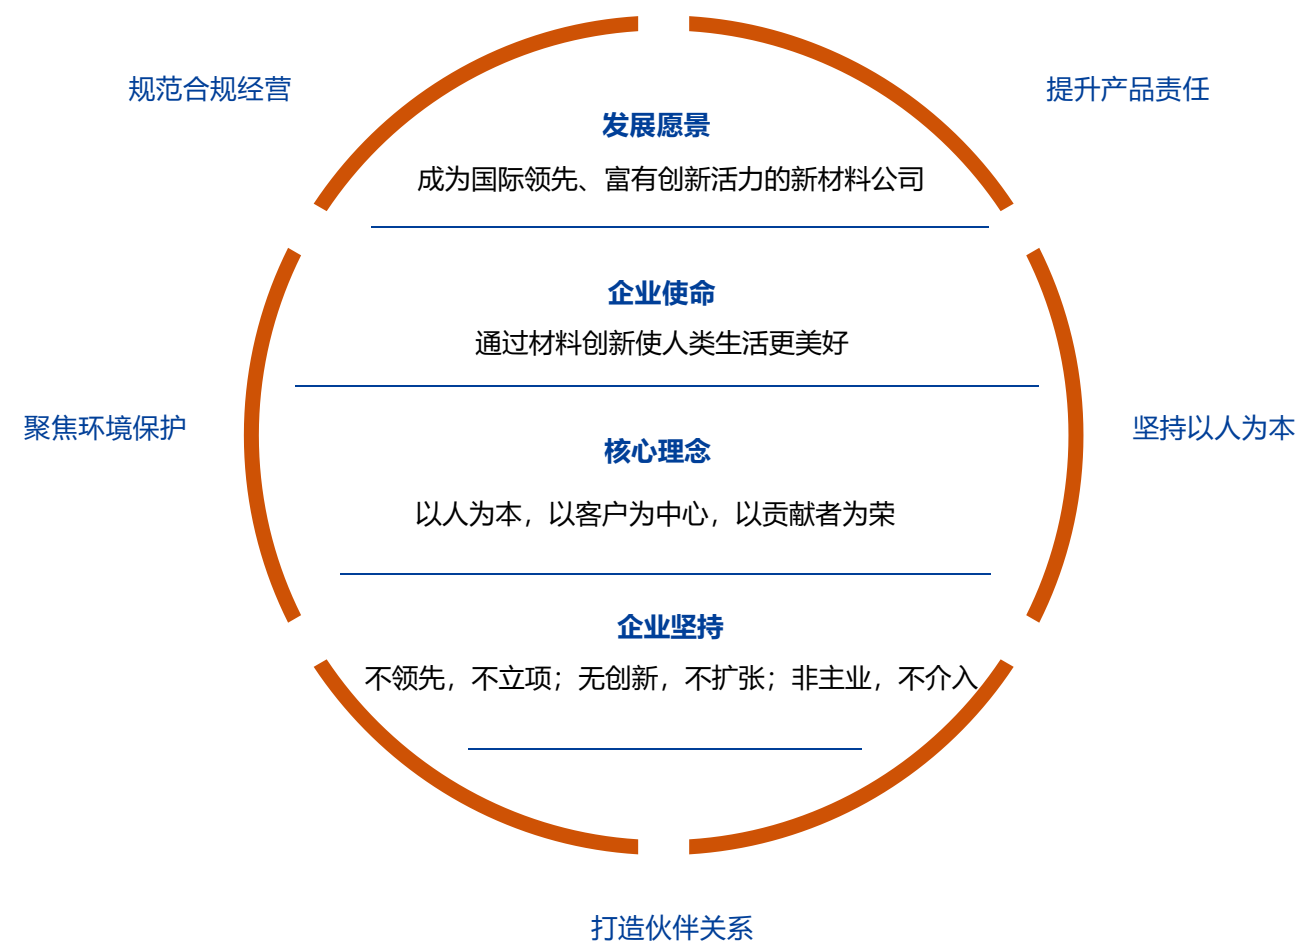 规范合规经营
提升产品责任
发展愿景
成为国际领先、富有创新活力的新材料公司
企业使命
通过材料创新使人类生活更美好
聚焦环境保护
坚持以人为本
核心理念
以人为本，以客户为中心，以贡献者为荣
企业坚持
不领先，不立项；无创新，不扩张；非主业，不介入
打造伙伴关系